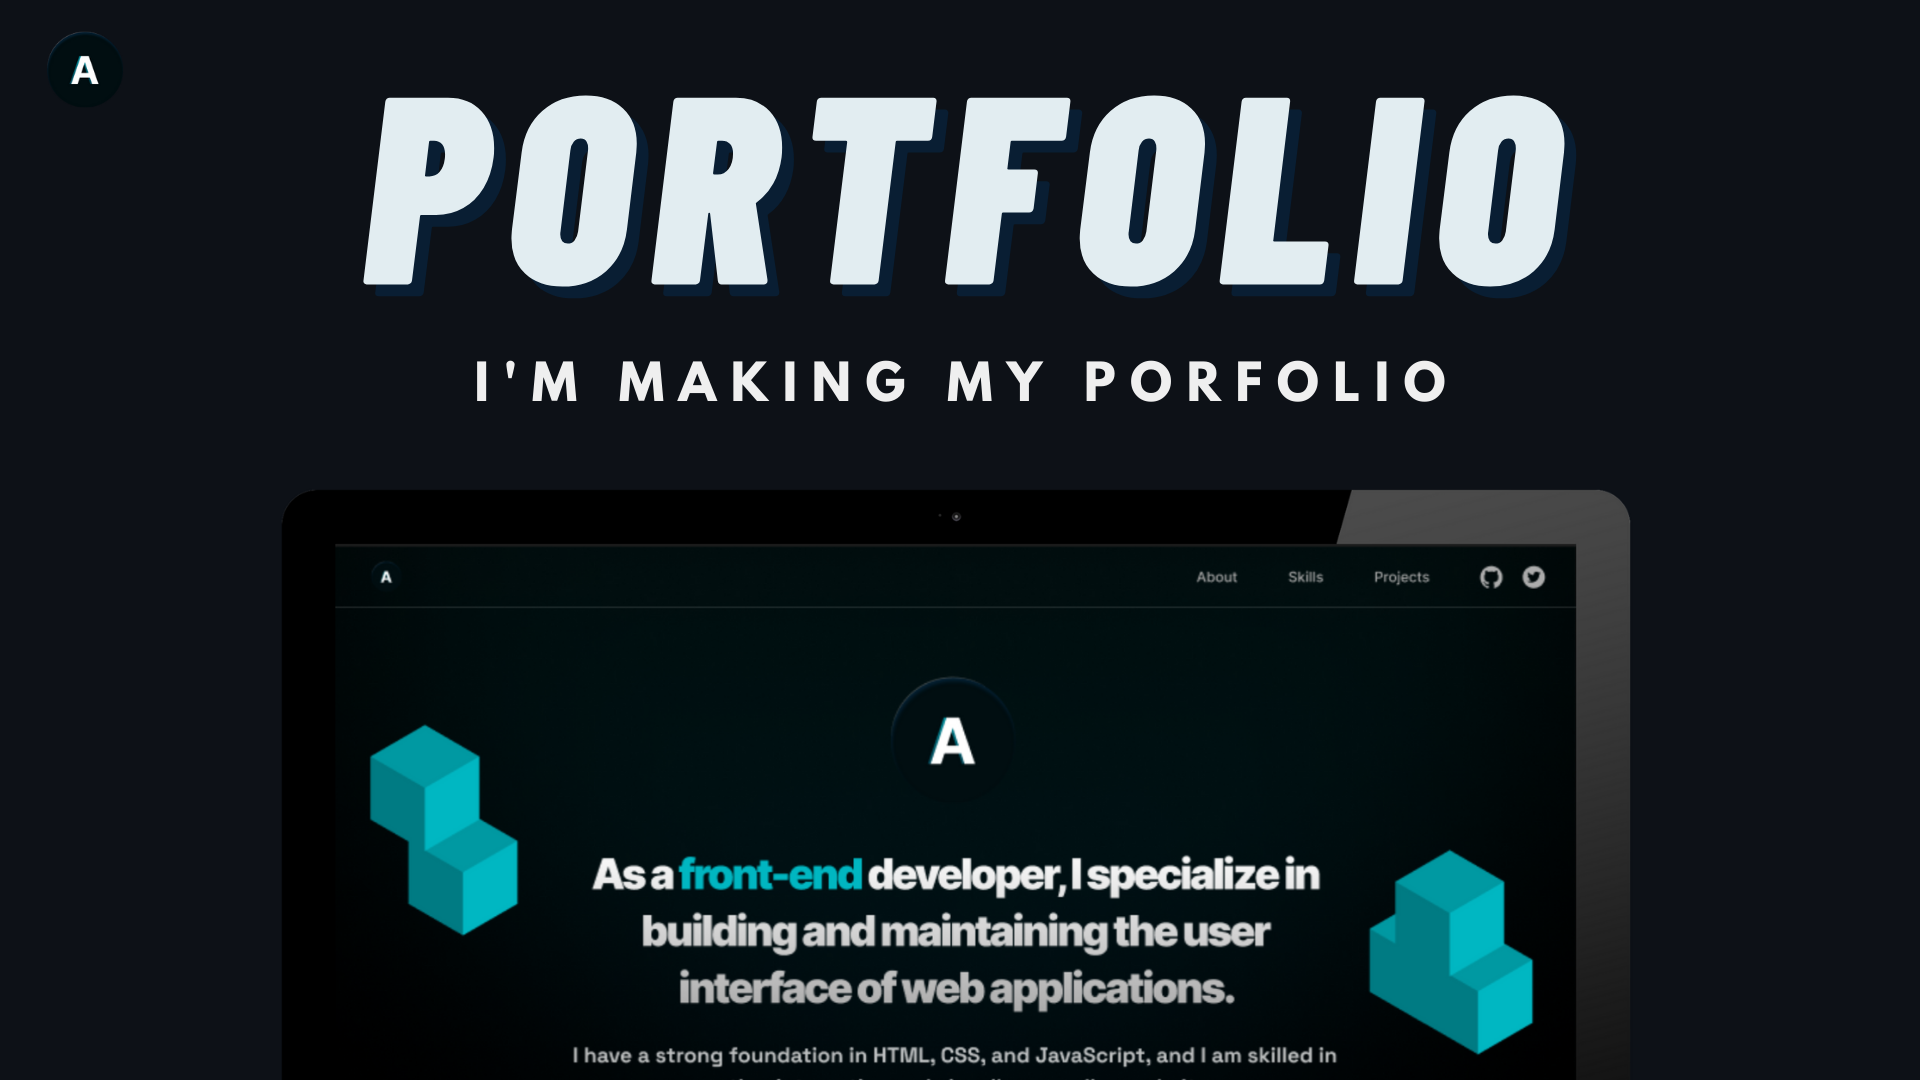 A
PORTFOLIO
I'M MAKING MY PORFOLIO
A
About Skills Projects
A
As a front-end developer, I specialize in
building and maintaining the user
interface of web applications.
I have a strong foundation in HTML, CSS, and JavaScript, and I am skilled in